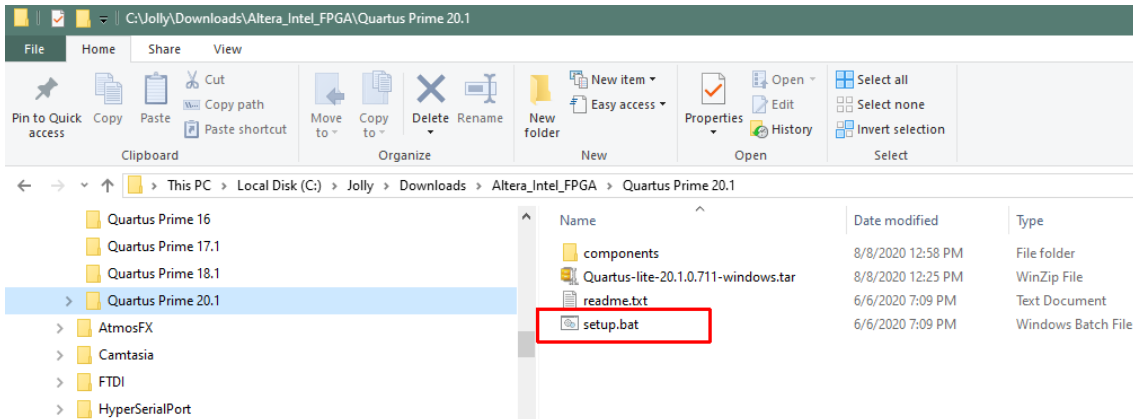 C:\Jolly\Downloads\Altera_Intel_FPGA\Quartus Prime 20.1
File Home Share View
Pin to Quick access
Copy
Paste
Cut
Copy path
Paste shortcut
Clipboard
Move to
Copy to
Delete
Rename
Organize
New folder
New item
Easy access
New
Properties
Open
Edit
History
Open
Select all
Select none
Invert selection
Select
This PC > Local Disk (C:) > Jolly > Downloads > Altera_Intel_FPGA > Quartus Prime 20.1
Quartus Prime 16
Quartus Prime 17.1
Quartus Prime 18.1
Quartus Prime 20.1
AtmosFX
Camtasia
FTDI
HyperSerialPort
Name Date modified Type
components 8/8/2020 12:58 PM File folder
Quartus-lite-20.1.0.711-windows.tar 8/8/2020 12:25 PM WinZip File
readme.txt 6/6/2020 7:09 PM Text Document
setup.bat 6/6/2020 7:09 PM Windows Batch File